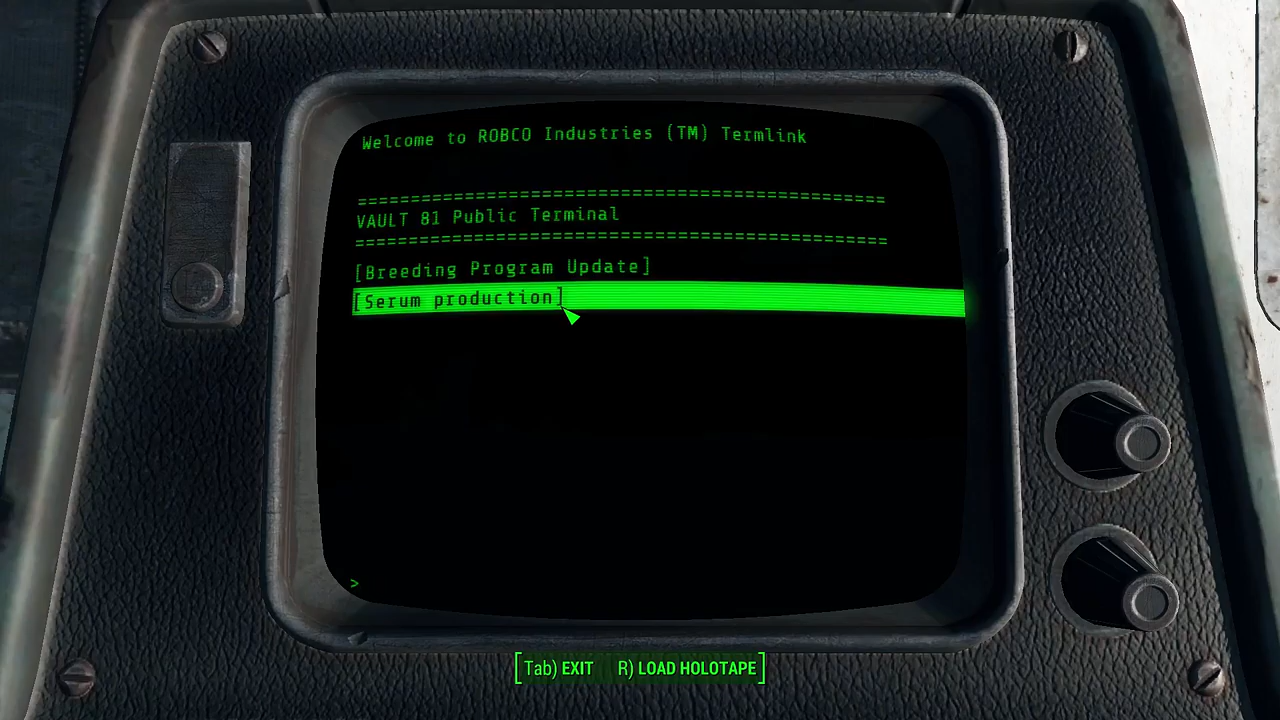 Welcome to ROBCO Industries (TM) Termlink
=============================================
VAULT 81 Public Terminal
=============================================
[Breeding Program Update]
[Serum production]
>
[Tab) EXIT R) LOAD HOLOTAPE]